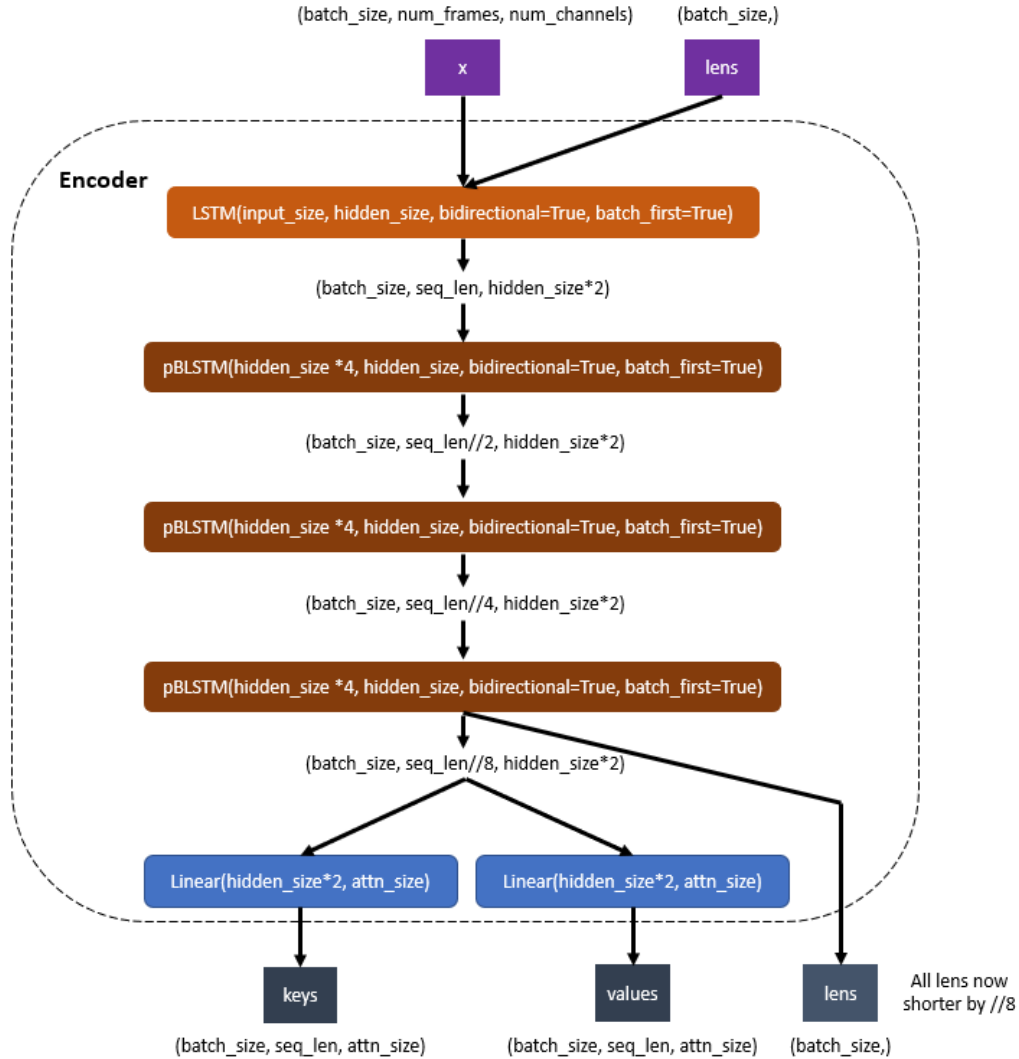 (batch_size, num_frames, num_channels)
(batch_size,)
x
lens
Encoder
LSTM(input_size, hidden_size, bidirectional=True, batch_first=True)
(batch_size, seq_len, hidden_size*2)
pBLSTM(hidden_size *4, hidden_size, bidirectional=True, batch_first=True)
(batch_size, seq_len//2, hidden_size*2)
pBLSTM(hidden_size *4, hidden_size, bidirectional=True, batch_first=True)
(batch_size, seq_len//4, hidden_size*2)
pBLSTM(hidden_size *4, hidden_size, bidirectional=True, batch_first=True)
(batch_size, seq_len//8, hidden_size*2)
Linear(hidden_size*2, attn_size)
Linear(hidden_size*2, attn_size)
keys
values
lens
All lens now
shorter by //8
(batch_size, seq_len, attn_size)
(batch_size, seq_len, attn_size)
(batch_size,)